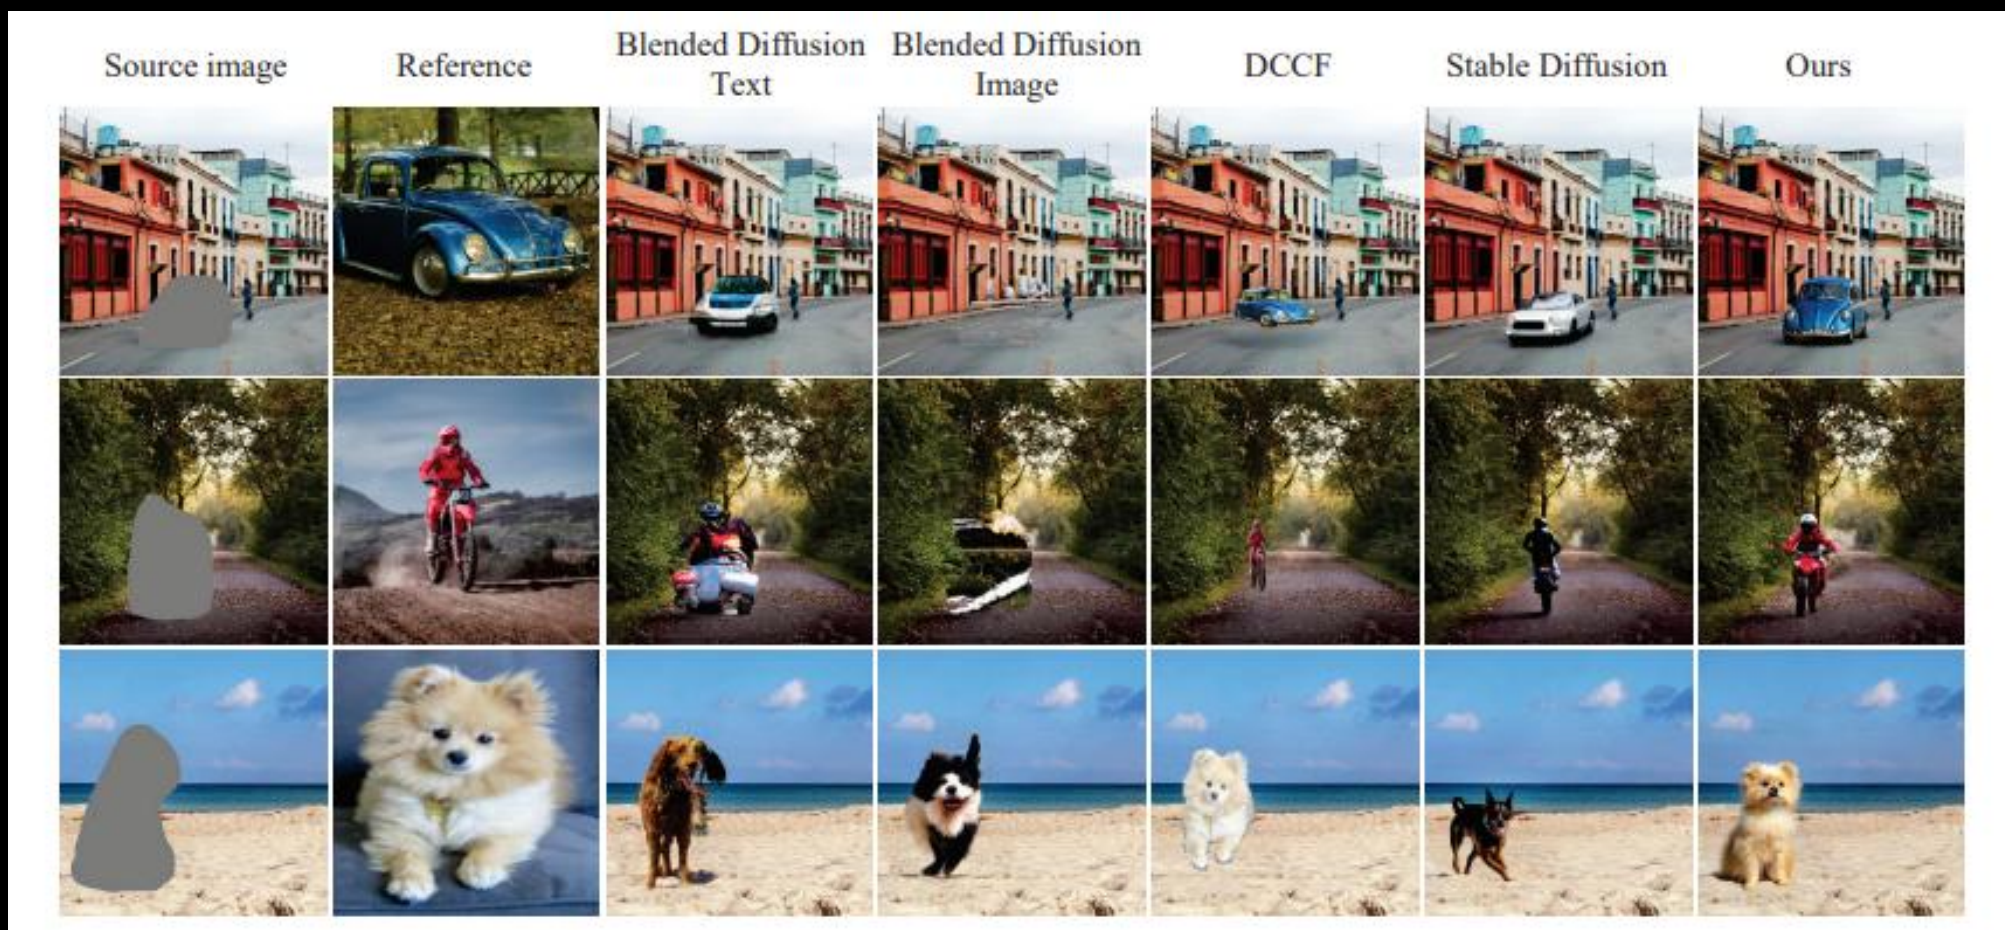 Source image
Reference
Blended Diffusion
Text
Blended Diffusion
Image
DCCF
Stable Diffusion
Ours